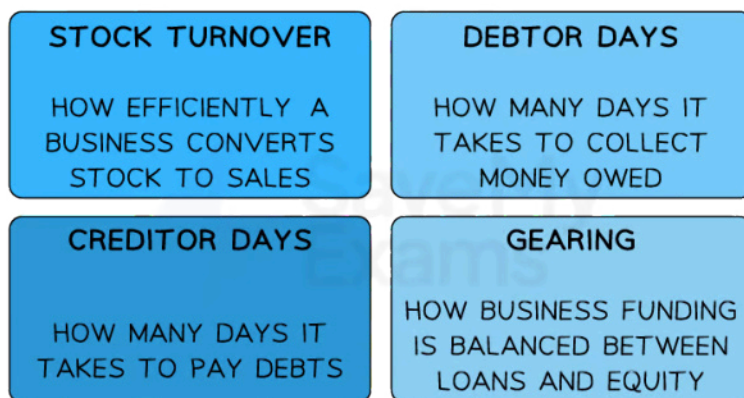 STOCK TURNOVER
HOW EFFICIENTLY A
BUSINESS CONVERTS
STOCK TO SALES
DEBTOR DAYS
HOW MANY DAYS IT
TAKES TO COLLECT
MONEY OWED
CREDITOR DAYS
HOW MANY DAYS IT
TAKES TO PAY DEBTS
GEARING
HOW BUSINESS FUNDING
IS BALANCED BETWEEN
LOANS AND EQUITY
SaveMy
Exams